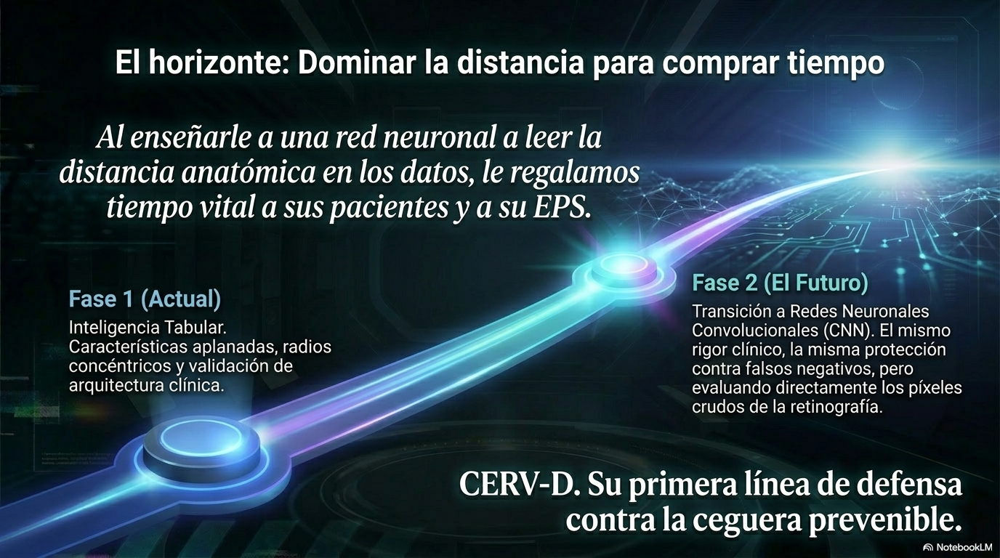 El horizonte: Dominar la distancia para comprar tiempo
Al enseñarle a una red neuronal a leer la
distancia anatómica en los datos, le regalamos
tiempo vital a sus pacientes y a su EPS.
Fase 1 (Actual)
Inteligencia Tabular.
Características aplanadas, radios
concéntricos y validación de
arquitectura clínica.
Fase 2 (El Futuro)
Transición a Redes Neuronales
Convolucionales (CNN). El mismo
rigor clínico, la misma protección
contra falsos negativos, pero
evaluando directamente los píxeles
crudos de la retinografía.
CERV-D. Su primera línea de defensa
contra la ceguera prevenible.
NotebookLM